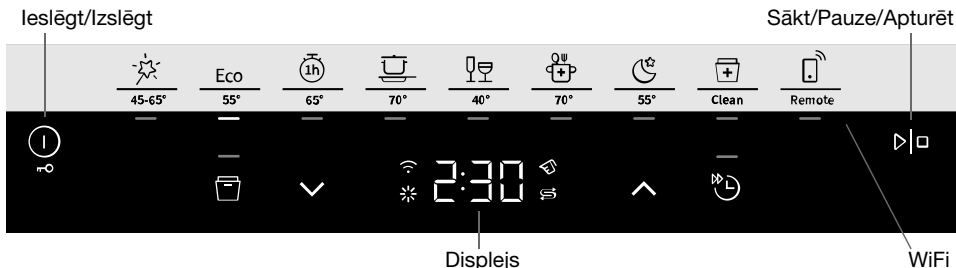 Ieslēgt/Izslēgt
Sākt/Pauze/Apturēt
Eco
1h
45-65°
55°
65°
70°
40°
70°
55°
Clean
Remote
2:30
Displejs
WiFi